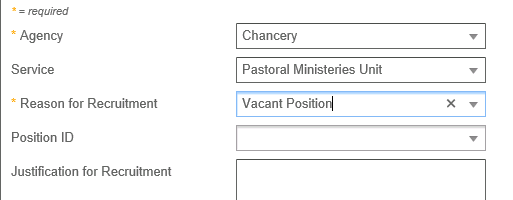 * = required
* Agency Chancery
Service Pastoral Ministeries Unit
* Reason for Recruitment Vacant Position
Position ID
Justification for Recruitment